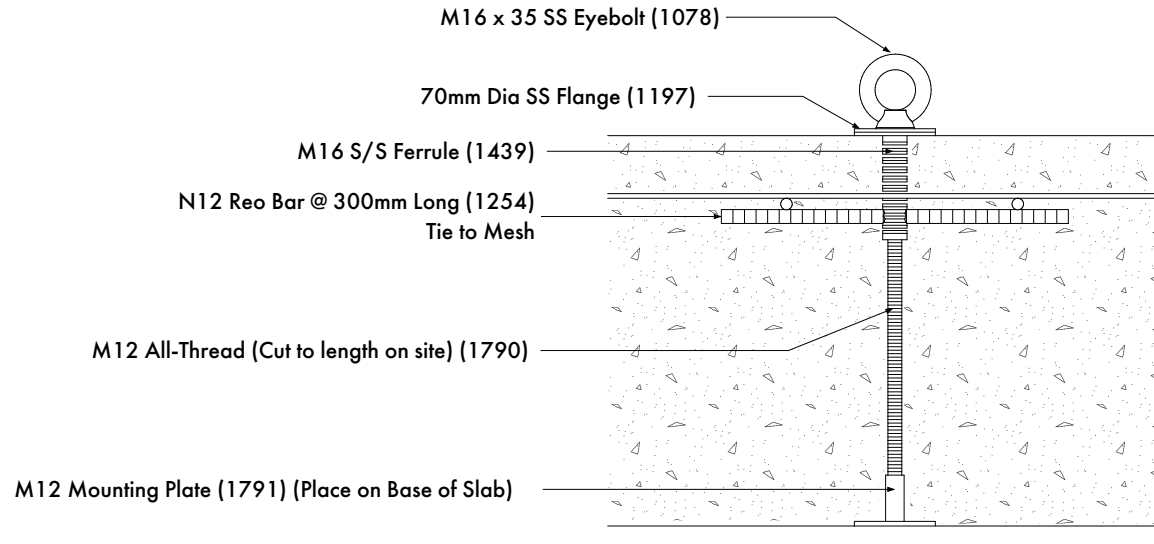 M16 x 35 SS Eyebolt (1078)
70mm Dia SS Flange (1197)
M16 S/S Ferrule (1439)
N12 Reo Bar @ 300mm Long (1254)
Tie to Mesh
M12 All-Thread (Cut to length on site) (1790)
M12 Mounting Plate (1791) (Place on Base of Slab)